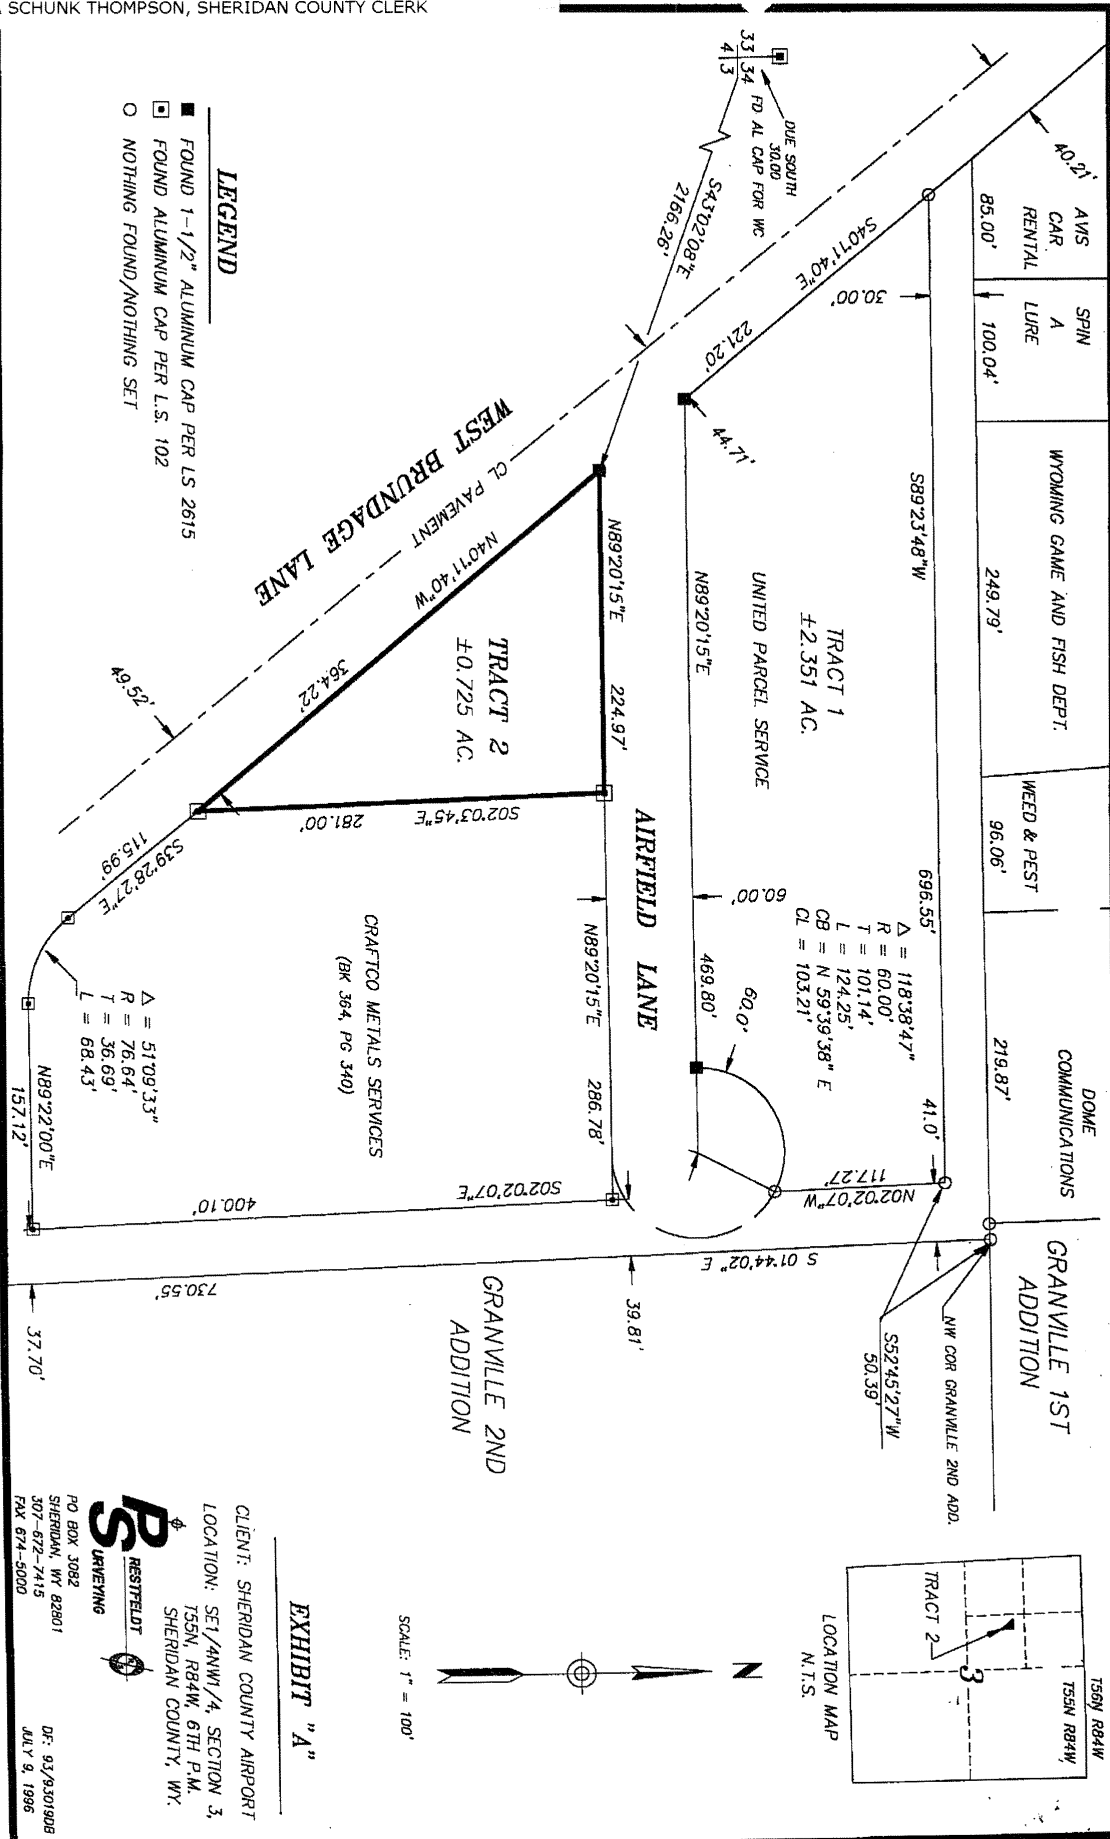 SCHUNK THOMPSON, SHERIDAN COUNTY CLERK
33 34
4 3
DUE SOUTH
30.00
FD AL CAP FOR WC
S43°02'08"E
2166.26'
40.21'
AVIS
CAR
RENTAL
85.00'
SPIN
A
LURE
100.04'
WYOMING GAME AND FISH DEPT.
249.79'
WEED & PEST
96.06'
DOME
COMMUNICATIONS
219.87'
GRANVILLE 1ST
ADDITION
NW COR GRANVILLE 2ND ADD.
S52°45'27"W
50.39'
S40°11'40"E
221.20'
30.00'
44.71'
S89°23'48"W
696.55'
41.0'
TRACT 1
±2.351 AC.
UNITED PARCEL SERVICE
N89°20'15"E
469.80'
60.00'
60.0'
Δ = 118°38'47"
R = 60.00'
T = 101.14'
L = 124.25'
CB = N 59°39'38" E
CL = 103.21'
N02°02'07"W
117.27'
AIRFIELD LANE
N89°20'15"E
224.97'
N89°20'15"E
286.78'
TRACT 2
±0.725 AC.
N40°11'40"W
364.22'
S02°03'45"E
281.00'
CL PAVEMENT
WEST BRUNDAGE LANE
49.52'
S39°28'27"E
115.99'
CRAFTCO METALS SERVICES
(BK 364, PG 340)
Δ = 51°09'33"
R = 76.64'
T = 36.69'
L = 68.43'
N89°22'00"E
157.12'
S02°02'07"E
400.10'
S 01°44'02" E
730.55'
39.81'
37.70'
GRANVILLE 2ND
ADDITION
LEGEND
FOUND 1-1/2" ALUMINUM CAP PER LS 2615
FOUND ALUMINUM CAP PER L.S. 102
NOTHING FOUND/NOTHING SET
T56N R84W
T55N R84W
TRACT 2
3
LOCATION MAP
N.T.S.
N
SCALE: 1" = 100'
EXHIBIT "A"
CLIENT: SHERIDAN COUNTY AIRPORT
LOCATION: SE1/4NW1/4, SECTION 3,
T55N, R84W, 6TH P.M.
SHERIDAN COUNTY, WY.
PRESTFELDT
SURVEYING
PO BOX 3082
SHERIDAN, WY 82801
307-672-7415
FAX 674-5000
DF: 93/93019DB
JULY 9, 1996